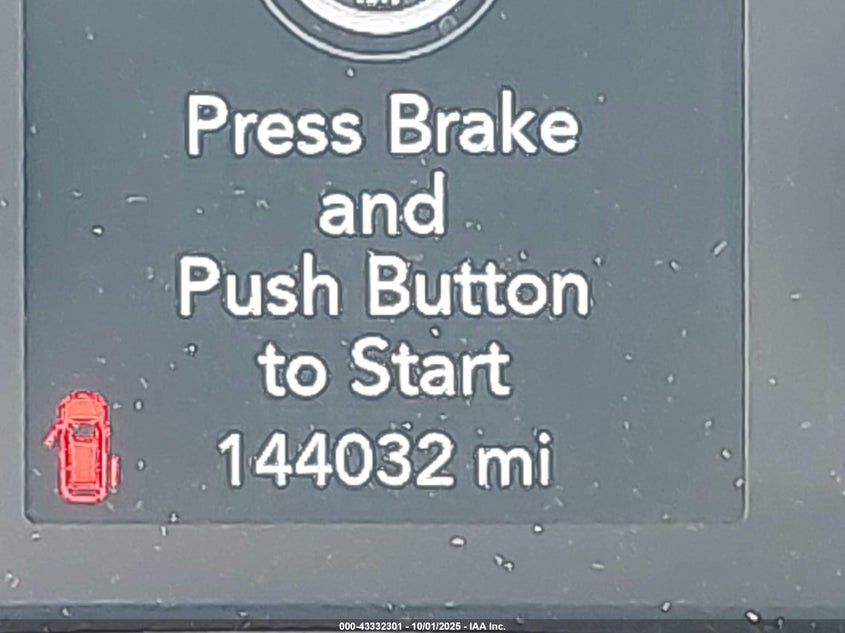 Press Brake
and
Push Button
to Start
144032 mi
000-43332301 - 10/01/2025 - IAA Inc.